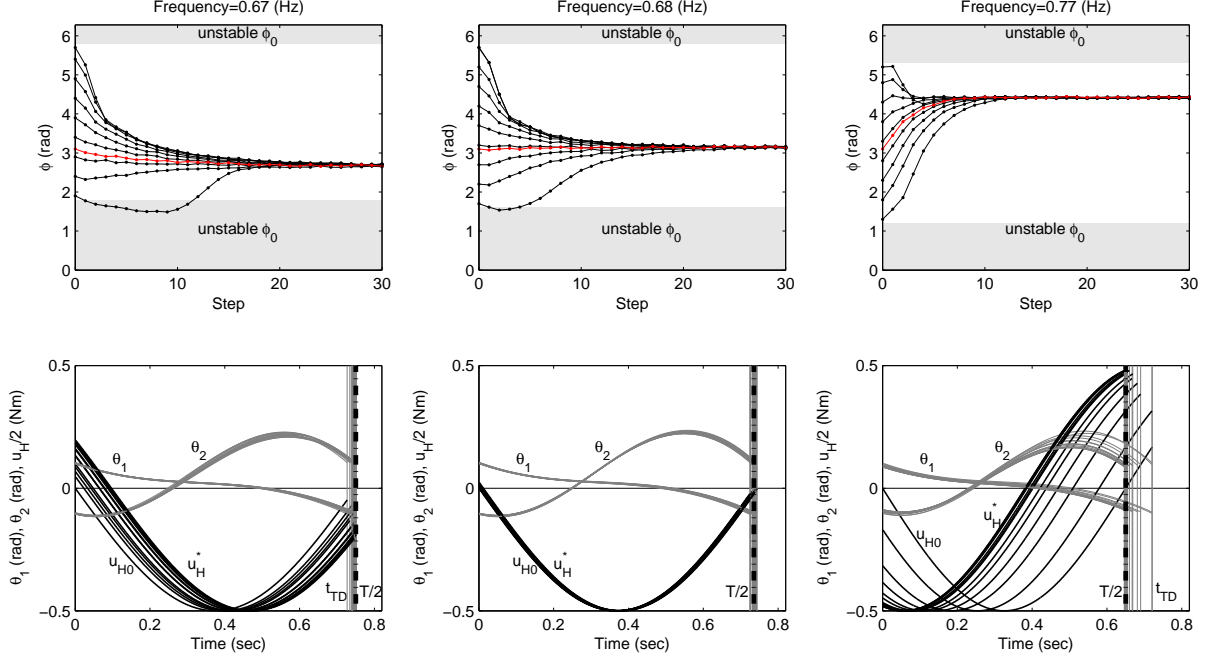 Frequency=0.67 (Hz)
unstable ϕ0
6
5
4
3
2
1
0
ϕ (rad)
unstable ϕ0
0 10 20 30
Step
Frequency=0.68 (Hz)
unstable ϕ0
6
5
4
3
2
1
0
ϕ (rad)
unstable ϕ0
0 10 20 30
Step
Frequency=0.77 (Hz)
unstable ϕ0
6
5
4
3
2
1
0
ϕ (rad)
unstable ϕ0
0 10 20 30
Step
θ1 (rad), θ2 (rad), uH/2 (Nm)
0.5
0
−0.5
θ1
θ2
uH0
uH*
tTD
T/2
0 0.2 0.4 0.6 0.8
Time (sec)
θ1 (rad), θ2 (rad), uH/2 (Nm)
0.5
0
−0.5
θ1
θ2
uH0
uH*
T/2
0 0.2 0.4 0.6 0.8
Time (sec)
θ1 (rad), θ2 (rad), uH/2 (Nm)
0.5
0
−0.5
θ1
θ2
uH0
uH*
T/2
tTD
0 0.2 0.4 0.6 0.8
Time (sec)